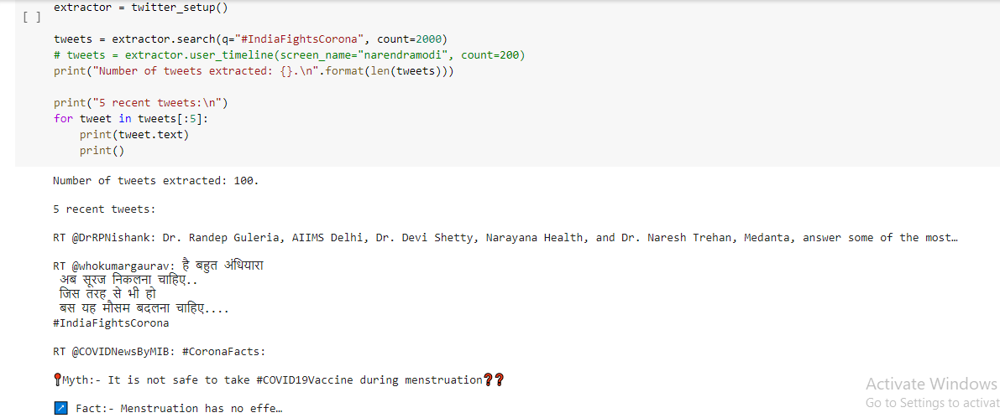 extractor = twitter_setup()
[ ]
tweets = extractor.search(q="#IndiaFightsCorona", count=2000)
# tweets = extractor.user_timeline(screen_name="narendramodi", count=200)
print("Number of tweets extracted: {}.\n".format(len(tweets)))
print("5 recent tweets:\n")
for tweet in tweets[:5]:
print(tweet.text)
print()
Number of tweets extracted: 100.
5 recent tweets:
RT @DrRPNishank: Dr. Randep Guleria, AIIMS Delhi, Dr. Devi Shetty, Narayana Health, and Dr. Naresh Trehan, Medanta, answer some of the most…
RT @whokumargaurav: है बहुत अंधियारा
अब सूरज निकलना चाहिए..
जिस तरह से भी हो
बस यह मौसम बदलना चाहिए....
#IndiaFightsCorona
RT @COVIDNewsByMIB: #CoronaFacts:
📍Myth:- It is not safe to take #COVID19Vaccine during menstruation❓❓
↗️ Fact:- Menstruation has no effe…
Activate Windows
Go to Settings to activat